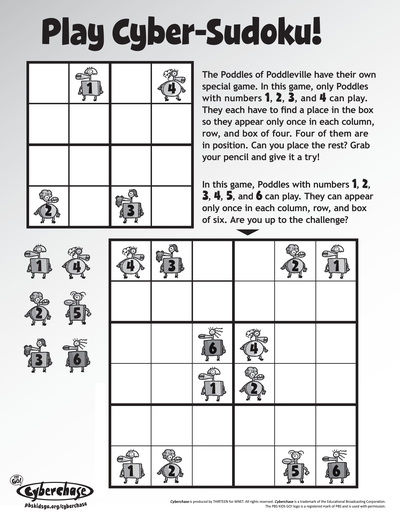 Play Cyber-Sudoku!
1 4
The Poddles of Poddleville have their own
special game. In this game, only Poddles
with numbers 1, 2, 3, and 4 can play.
They each have to find a place in the box
so they appear only once in each column,
row, and box of four. Four of them are
in position. Can you place the rest? Grab
your pencil and give it a try!
2 3
In this game, Poddles with numbers 1, 2,
3, 4, 5, and 6 can play. They can appear
only once in each column, row, and box
of six. Are you up to the challenge?
1 4
2 5
3 6
4 3 2 1
6 4
1 2
1 2 5 6
GO!
Cyberchase
pbskidsgo.org/cyberchase
Cyberchase is produced by THIRTEEN for WNET. All rights reserved. Cyberchase is a trademark of the Educational Broadcasting Corporation.
The PBS KIDS GO! logo is a registered mark of PBS and is used with permission.